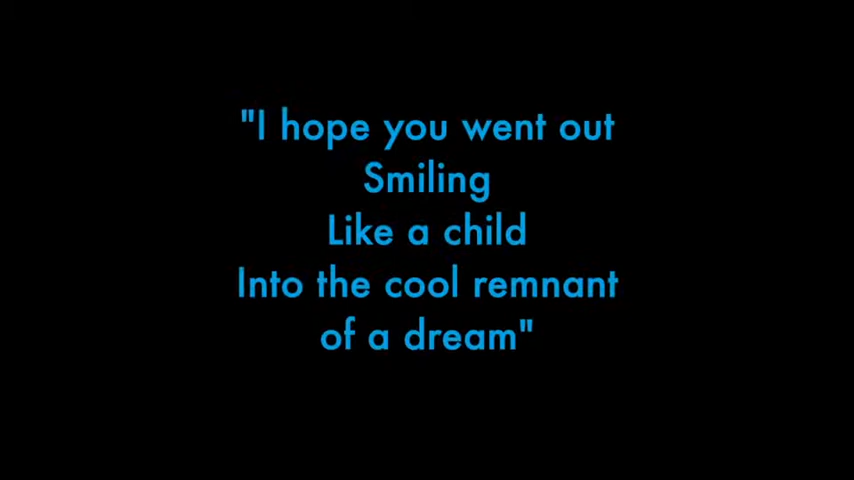 "I hope you went out
Smiling
Like a child
Into the cool remnant
of a dream"